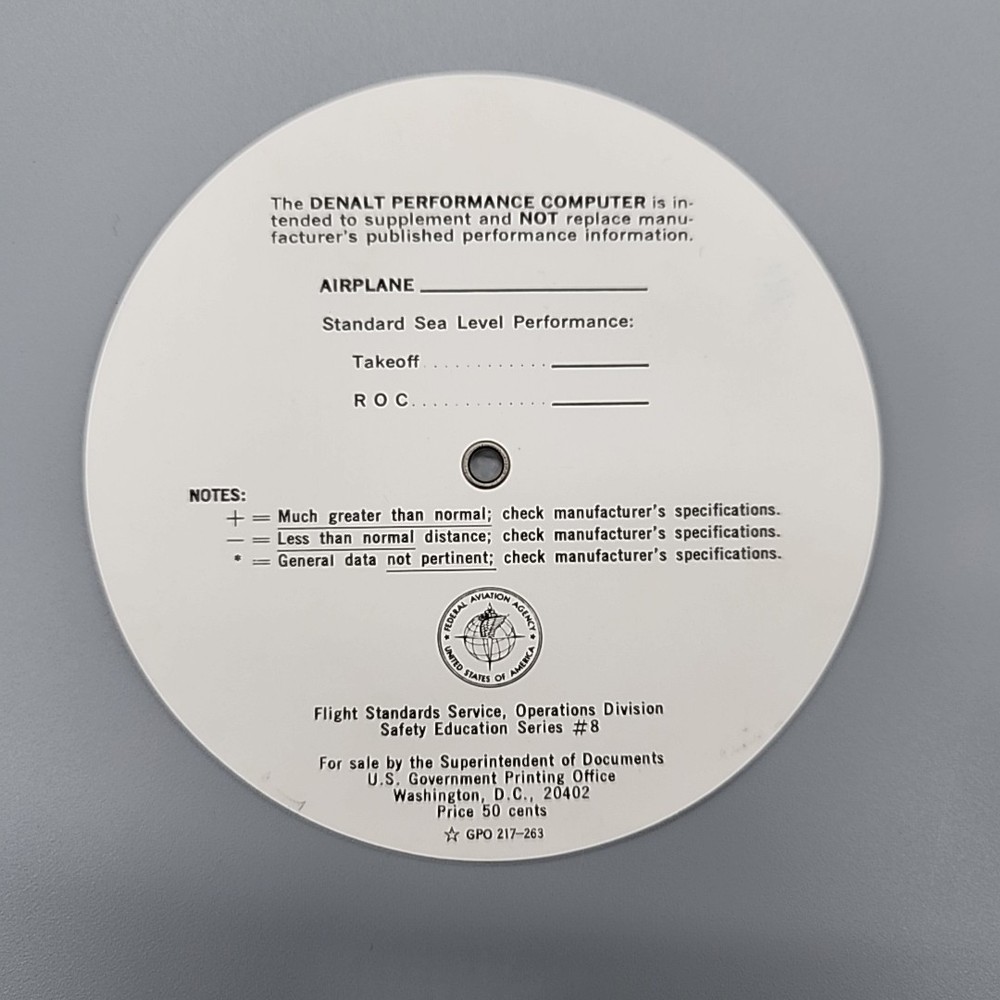 The DENALT PERFORMANCE COMPUTER is in-
tended to supplement and NOT replace manu-
facturer's published performance information.
AIRPLANE
Standard Sea Level Performance:
Takeoff............
R O C.............
NOTES:
+ = Much greater than normal; check manufacturer's specifications.
— = Less than normal distance; check manufacturer's specifications.
* = General data not pertinent; check manufacturer's specifications.
FEDERAL AVIATION AGENCY
UNITED STATES OF AMERICA
Flight Standards Service, Operations Division
Safety Education Series #8
For sale by the Superintendent of Documents
U.S. Government Printing Office
Washington, D.C., 20402
Price 50 cents
☆ GPO 217—263